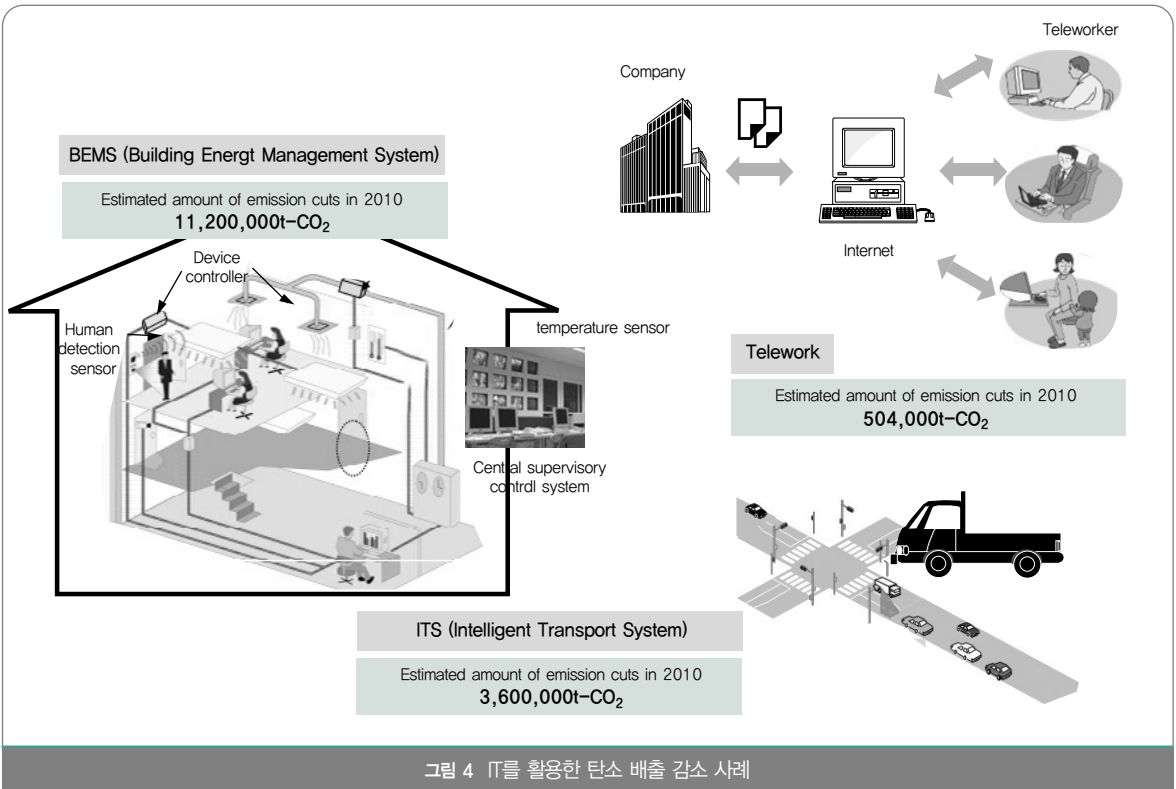 BEMS (Building Energt Management System)
Estimated amount of emission cuts in 2010
11,200,000t-CO₂
Device
controller
Human
detection
sensor
temperature sensor
Central supervisory
contrdl system
Company
Internet
Teleworker
Telework
Estimated amount of emission cuts in 2010
504,000t-CO₂
ITS (Intelligent Transport System)
Estimated amount of emission cuts in 2010
3,600,000t-CO₂
그림 4 IT를 활용한 탄소 배출 감소 사례